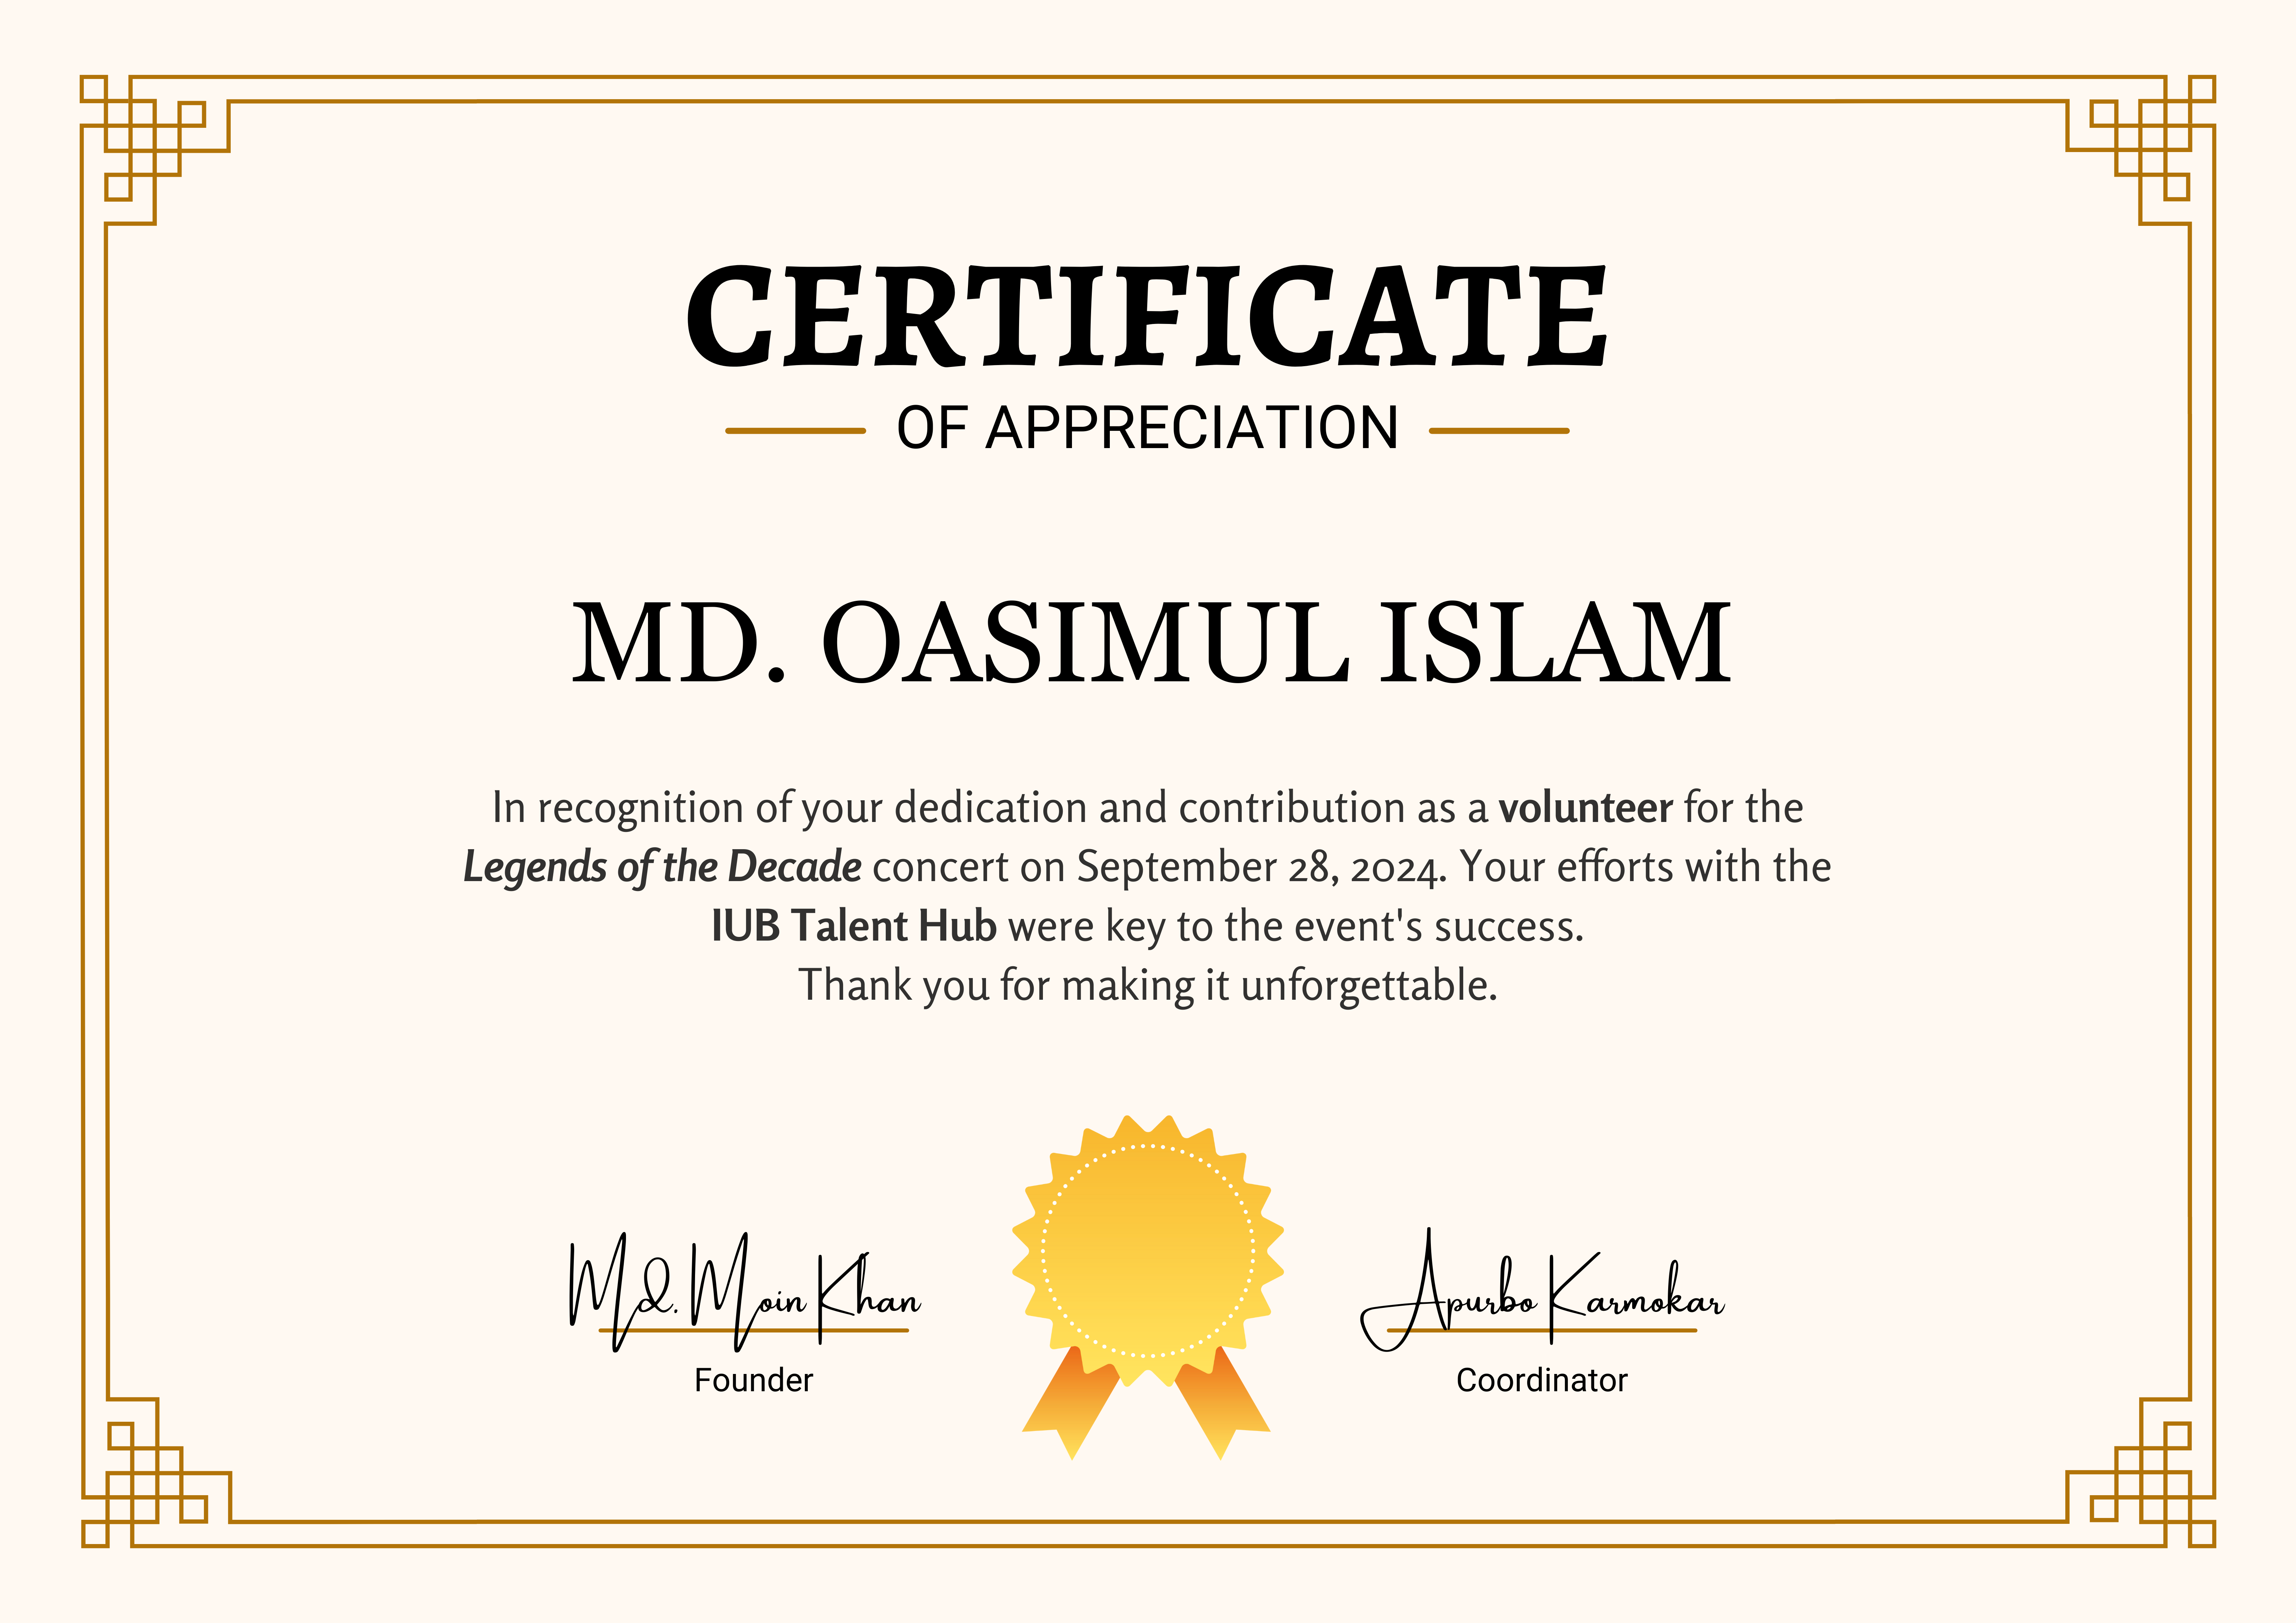 CERTIFICATE
OF APPRECIATION
MD. OASIMUL ISLAM
In recognition of your dedication and contribution as a volunteer for the
Legends of the Decade concert on September 28, 2024. Your efforts with the
IUB Talent Hub were key to the event's success.
Thank you for making it unforgettable.
Md. Moin Khan
Founder
Apurbo Karmokar
Coordinator